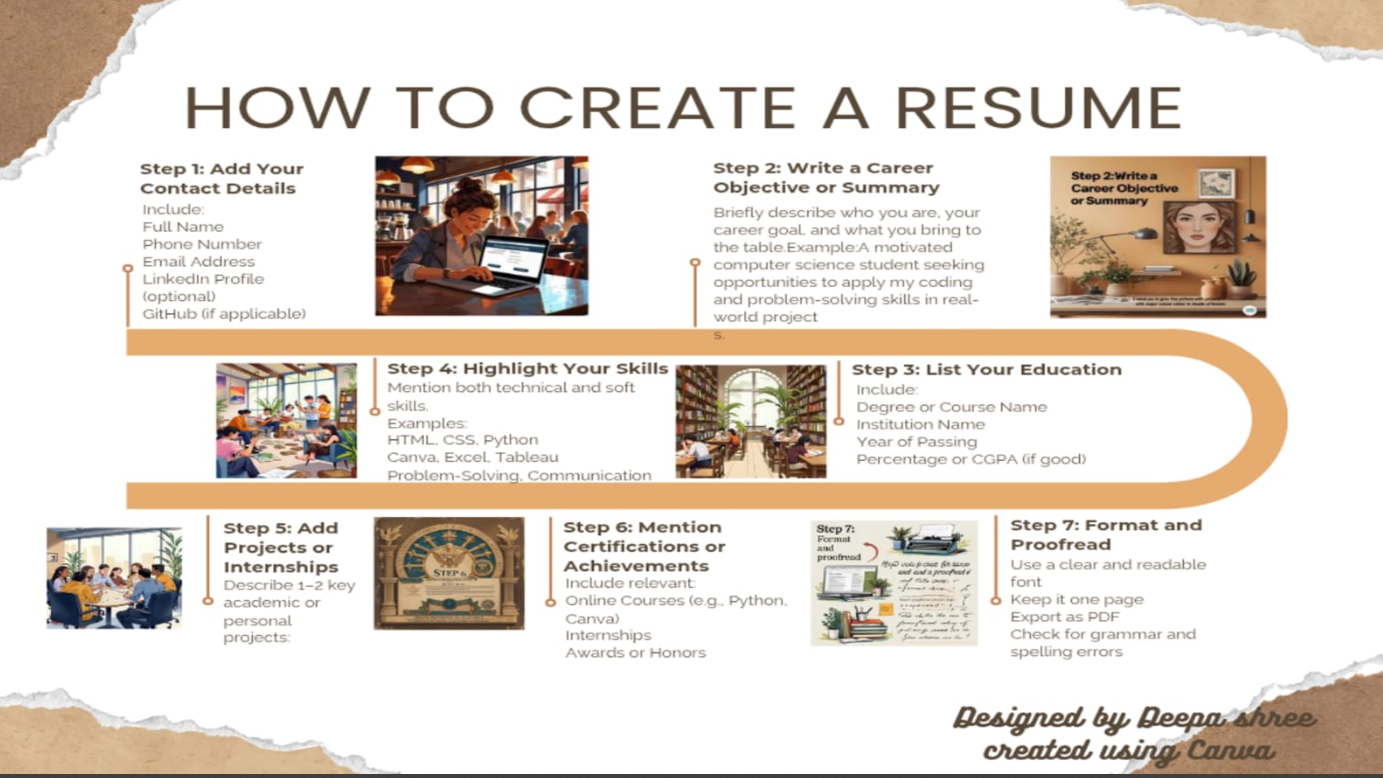 HOW TO CREATE A RESUME
Step 1: Add Your
Contact Details
Include:
Full Name
Phone Number
Email Address
LinkedIn Profile
(optional)
GitHub (if applicable)
Step 2: Write a Career
Objective or Summary
Briefly describe who you are, your
career goal, and what you bring to
the table.Example:A motivated
computer science student seeking
opportunities to apply my coding
and problem-solving skills in real-
world project
s.
Step 2:Write a
Career Objective
or Summary
Step 3: List Your Education
Include:
Degree or Course Name
Institution Name
Year of Passing
Percentage or CGPA (if good)
Step 4: Highlight Your Skills
Mention both technical and soft
skills.
Examples:
HTML, CSS, Python
Canva, Excel, Tableau
Problem-Solving, Communication
Step 5: Add
Projects or
Internships
Describe 1–2 key
academic or
personal
projects:
STEP 6
Step 6: Mention
Certifications or
Achievements
Include relevant:
Online Courses (e.g., Python,
Canva)
Internships
Awards or Honors
Step 7:
Format
and
proofread
Step 7: Format and
Proofread
Use a clear and readable
font
Keep it one page
Export as PDF
Check for grammar and
spelling errors
Designed by Deepa shree
created using Canva